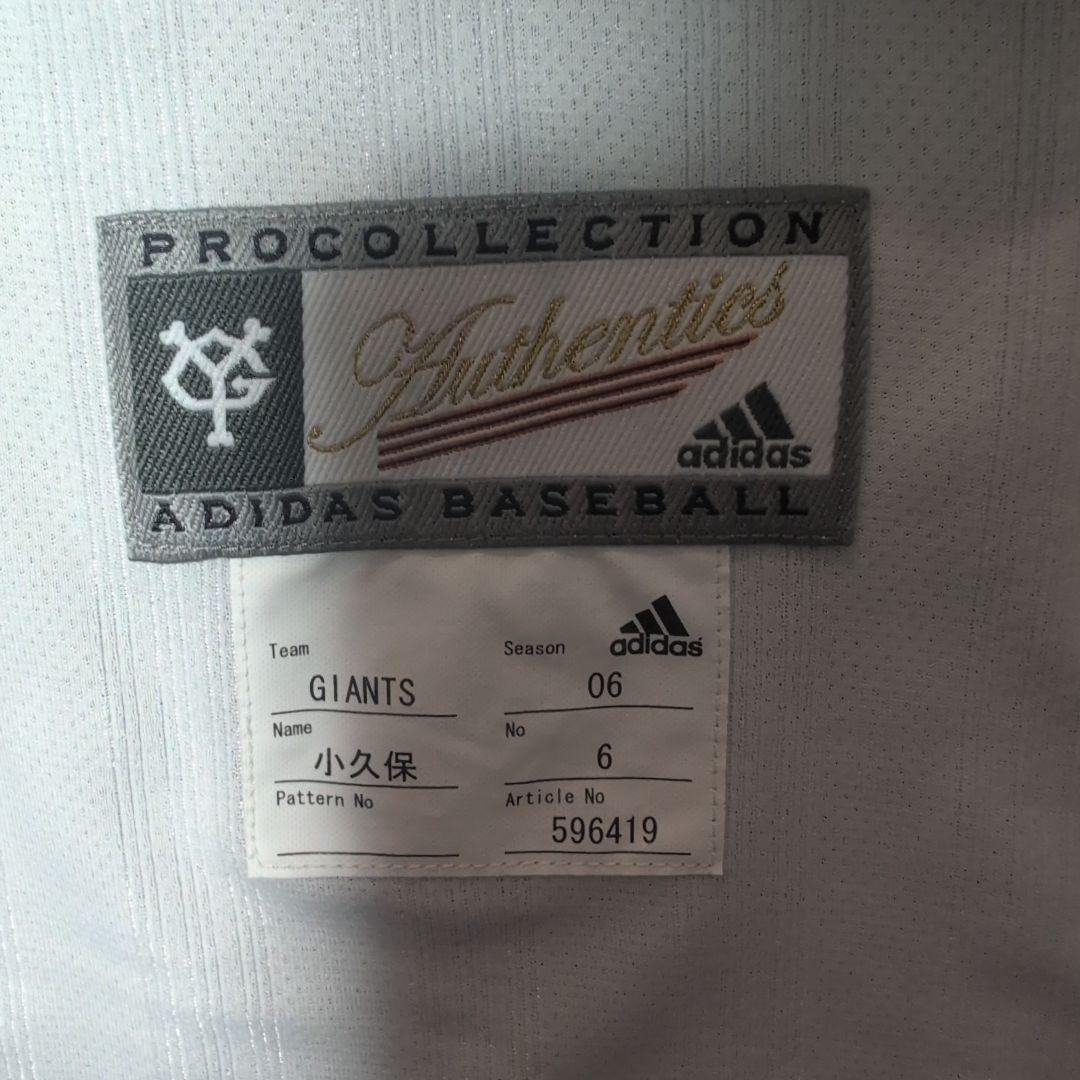 PROCOLLECTION
YG
Authentics
adidas
ADIDAS BASEBALL
adidas
Team Season
GIANTS 06
Name No
小久保 6
Pattern No Article No
596419